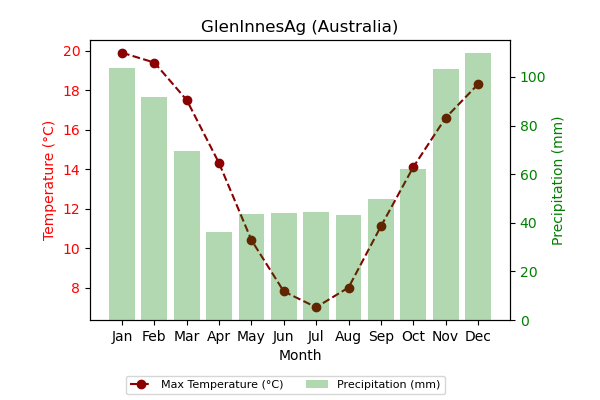 GlenInnesAg (Australia)
20
18
16
14
12
10
8
Temperature (°C)
100
80
60
40
20
0
Precipitation (mm)
Jan Feb Mar Apr May Jun Jul Aug Sep Oct Nov Dec
Month
Max Temperature (°C) Precipitation (mm)